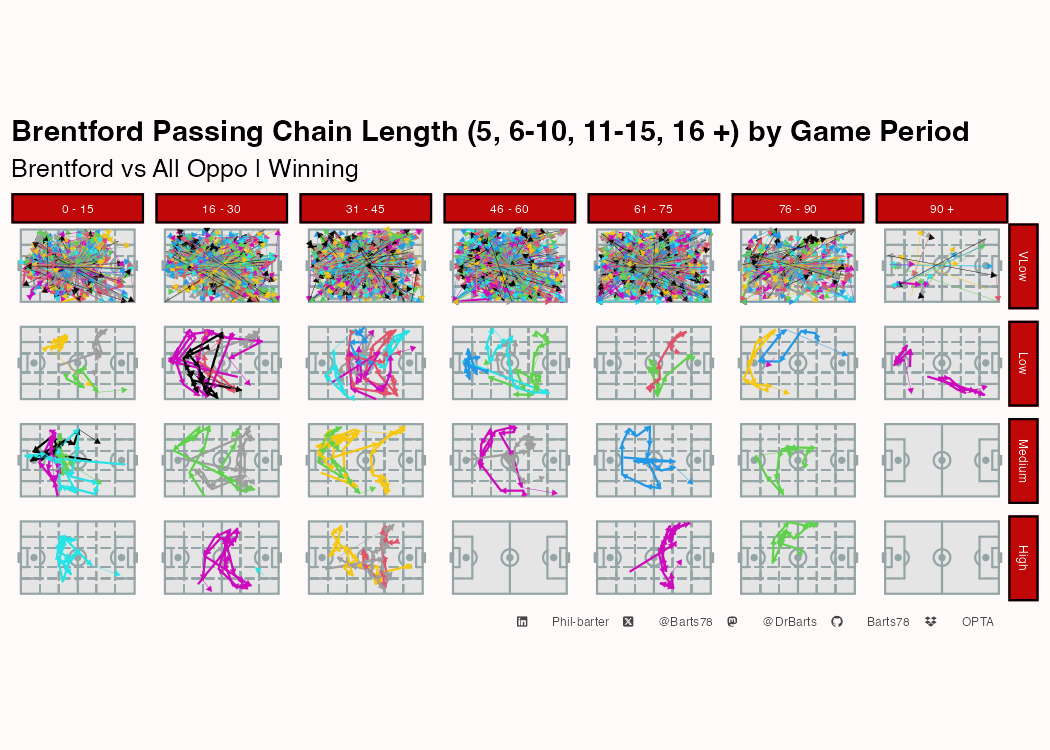 Brentford Passing Chain Length (5, 6-10, 11-15, 16 +) by Game Period
Brentford vs All Oppo | Winning
0 - 15 16 - 30 31 - 45 46 - 60 61 - 75 76 - 90 90 +
VLow
Low
Medium
High
Phil-barter @Barts78 @DrBarts Barts78 OPTA